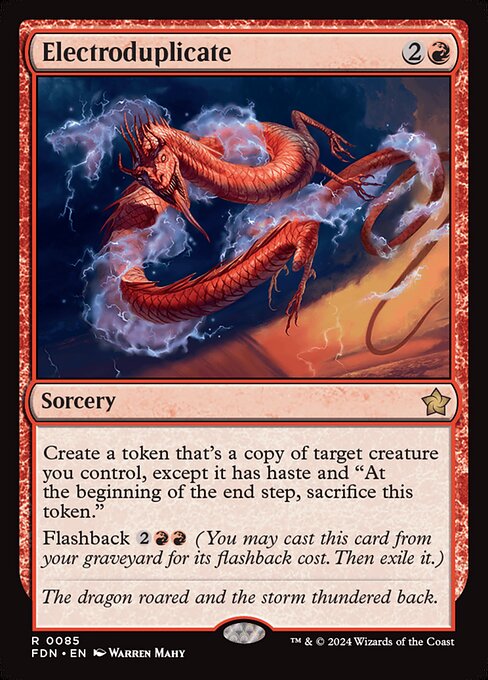 Electroduplicate 2
Sorcery
Create a token that's a copy of target creature
you control, except it has haste and “At
the beginning of the end step, sacrifice this
token.”
Flashback 2 (You may cast this card from
your graveyard for its flashback cost. Then exile it.)
The dragon roared and the storm thundered back.
R 0085
FDN • EN Warren Mahy
™ & © 2024 Wizards of the Coast